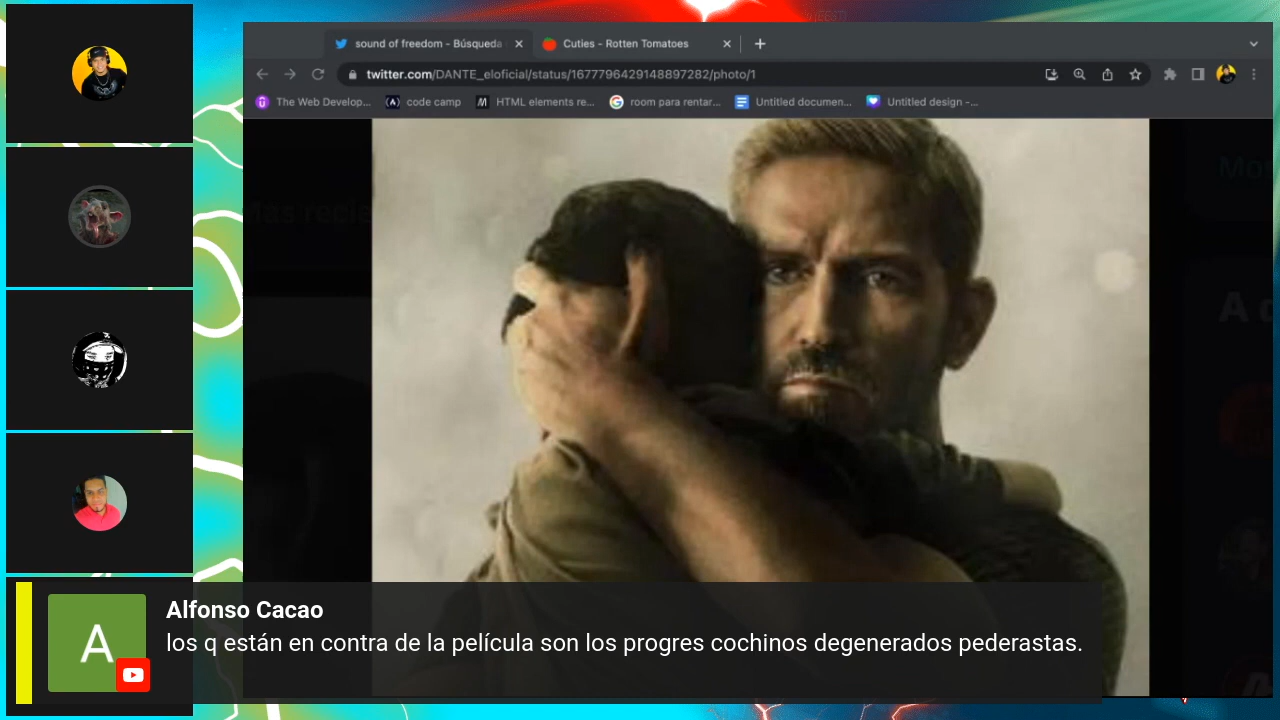 sound of freedom - Búsqueda
Cuties - Rotten Tomatoes
twitter.com/DANTE_eloficial/status/1677796429148897282/photo/1
The Web Develop...
code camp
HTML elements re...
room para rentar...
Untitled documen...
Untitled design -...
A
Alfonso Cacao
los q están en contra de la película son los progres cochinos degenerados pederastas.